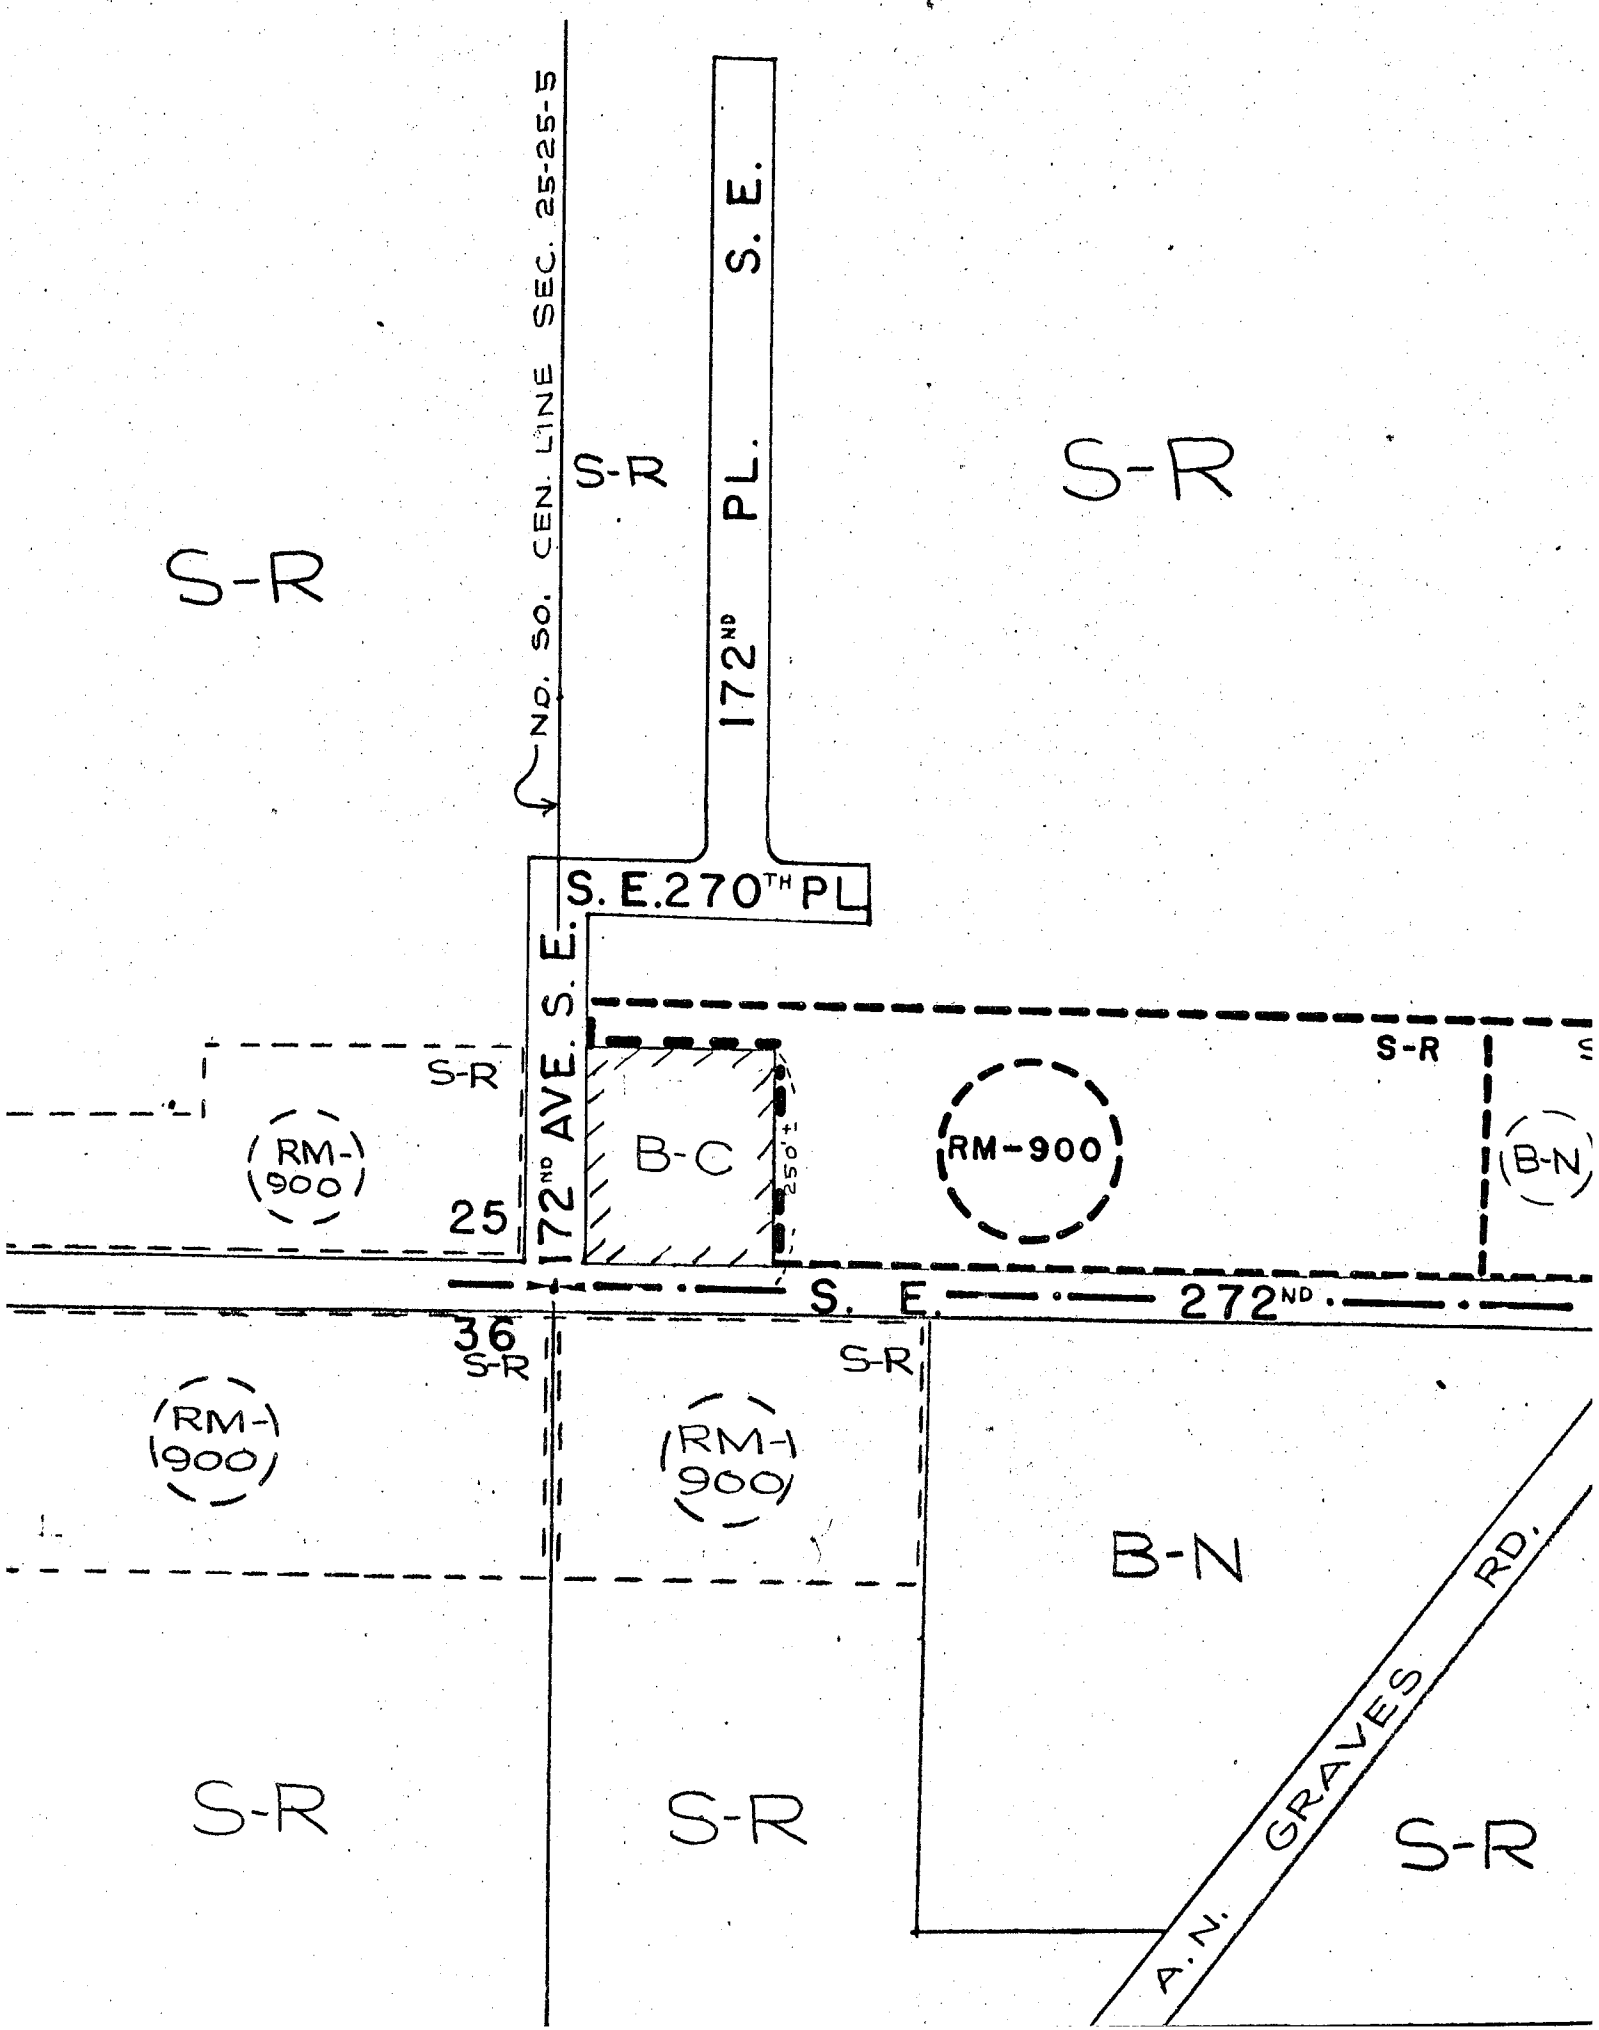 NO. SO. CEN. LINE SEC. 25-25-5
172ND PL. S. E.
S-R
S-R
S-R
S. E. 270TH PL.
172ND AVE. S. E.
S-R
S-R
RM-
900
B-C
250'±
RM-900
B-N
25
S. E. 272ND
36
S-R
S-R
RM-
900
RM-
900
B-N
A. N. GRAVES RD.
S-R
S-R
S-R